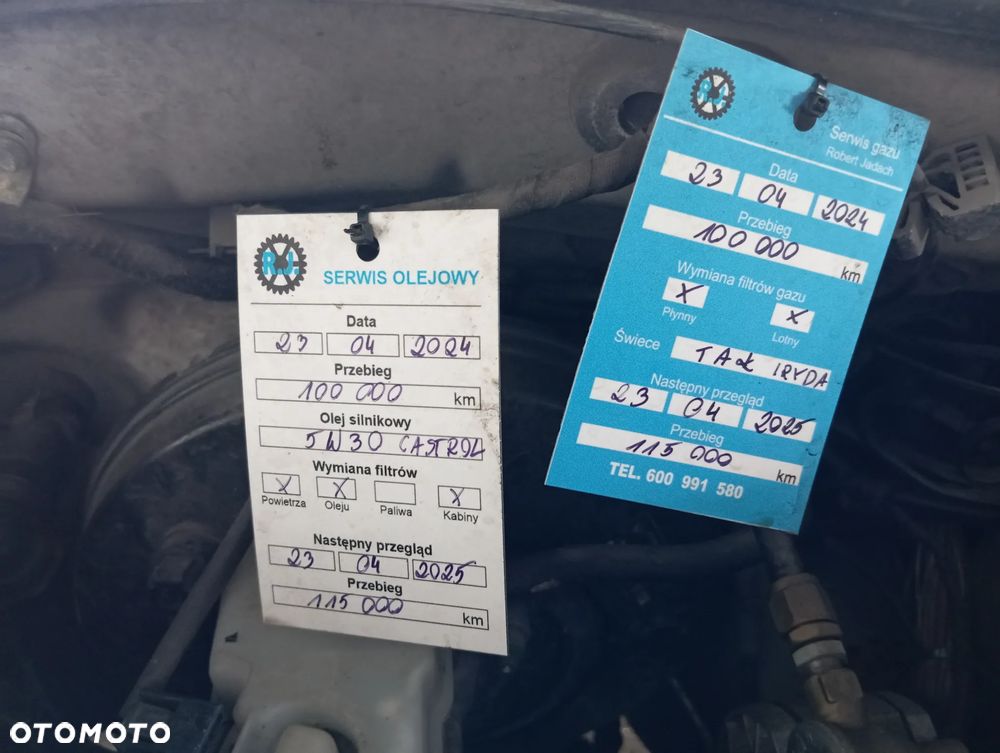 R.J.
SERWIS OLEJOWY
Data
23 04 2024
Przebieg
100 000 km
Olej silnikowy
5W30 CASTROL
Wymiana filtrów
X X X
Powietrza Oleju Paliwa Kabiny
Następny przegląd
23 04 2025
Przebieg
115 000 km
R.J.
Serwis gazu
Robert Jadach
Data
23 04 2024
Przebieg
100 000 km
Wymiana filtrów gazu
X X
Płynny Lotny
Świece TAK IRYDA
Następny przegląd
23 04 2025
Przebieg
115 000 km
TEL. 600 991 580
OTOMOTO